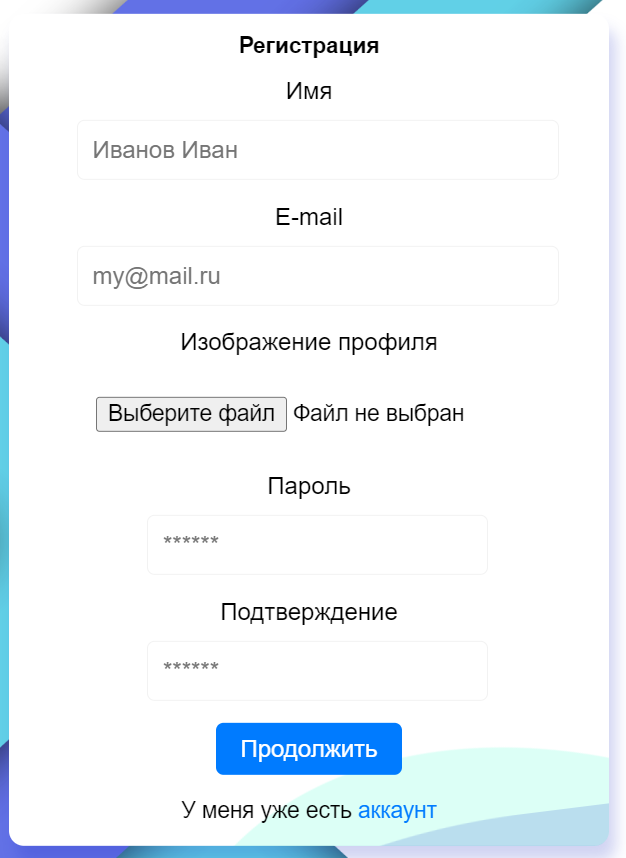 Регистрация
Имя
Иванов Иван
E-mail
my@mail.ru
Изображение профиля
Выберите файл Файл не выбран
Пароль
******
Подтверждение
******
Продолжить
У меня уже есть аккаунт